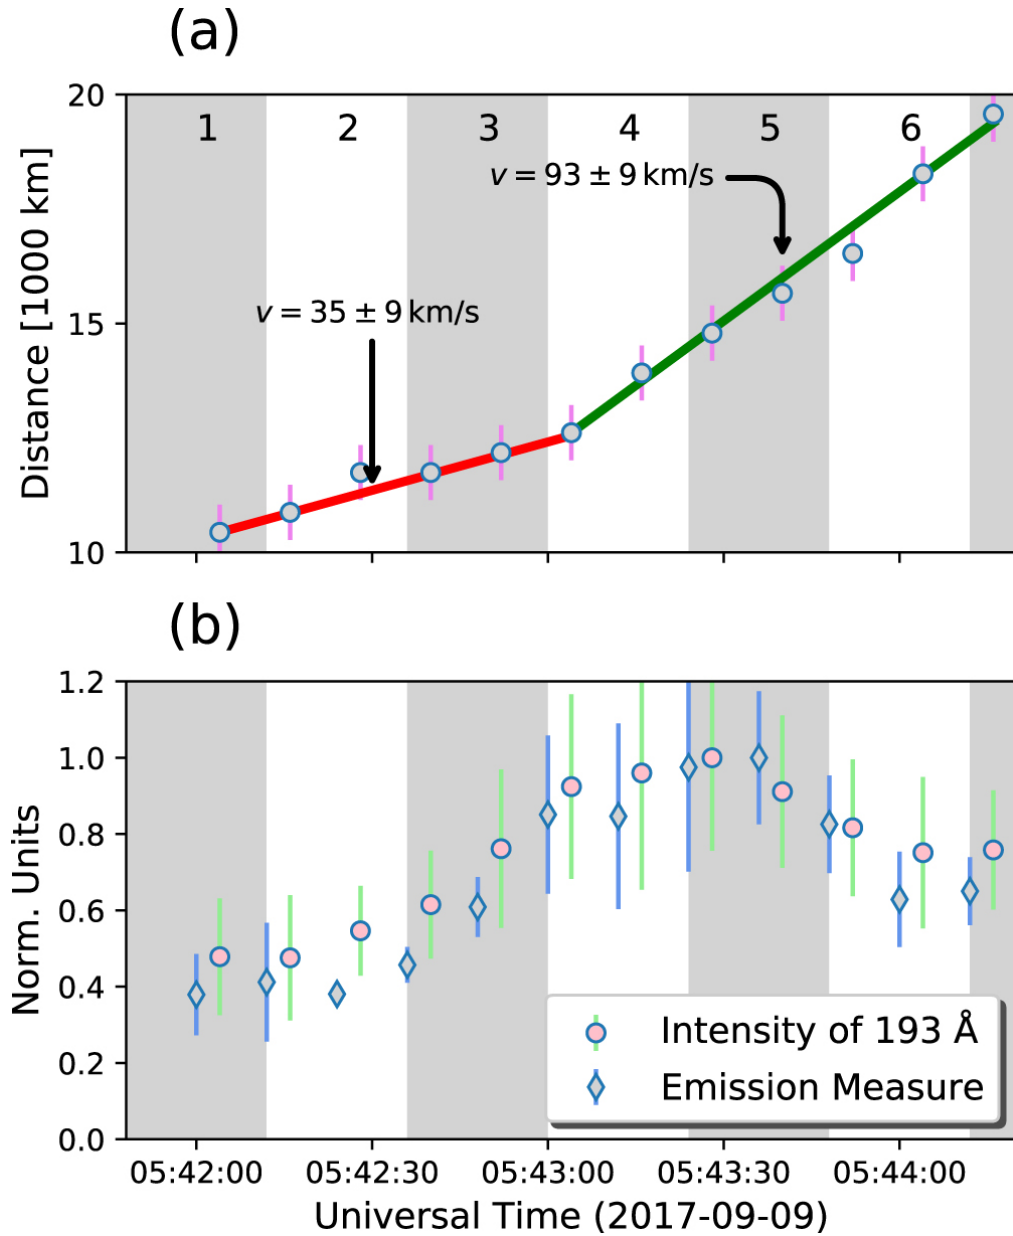 (a)
20
15
10
Distance [1000 km]
1 2 3 4 5 6
v = 93 ± 9 km/s
v = 35 ± 9 km/s
(b)
1.2
1.0
0.8
0.6
0.4
0.2
0.0
Norm. Units
Intensity of 193 Å
Emission Measure
05:42:00 05:42:30 05:43:00 05:43:30 05:44:00
Universal Time (2017-09-09)